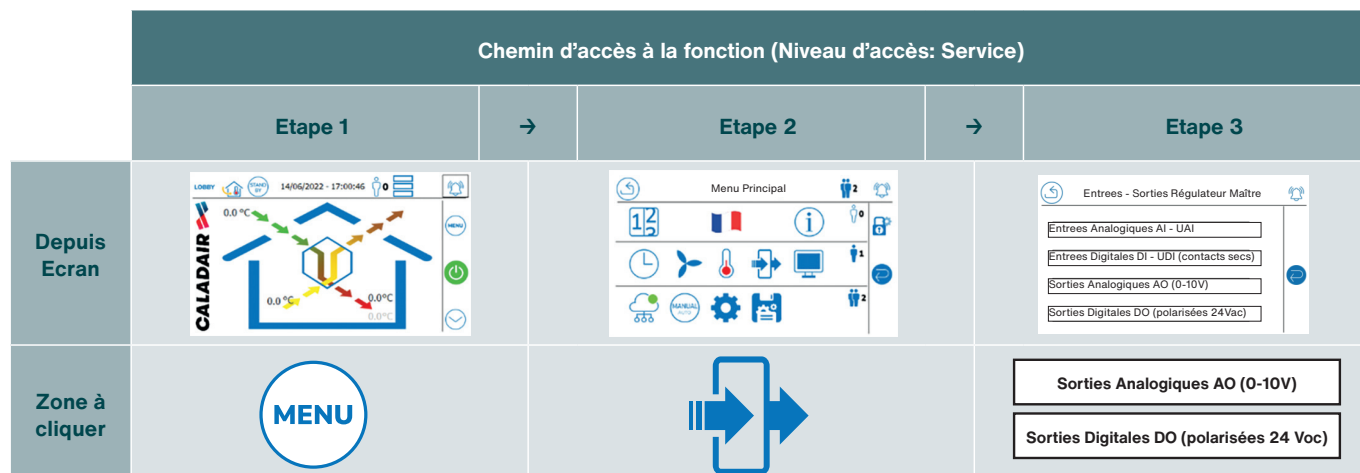 Chemin d'accès à la fonction (Niveau d'accès: Service)
Etape 1 → Etape 2 → Etape 3
Depuis
Ecran
LOBBY STAND BY 14/06/2022 - 17:00:46 0
CALADAIR
0.0 °C
MENU
0.0 °C
0.0°C
0.0°C
Menu Principal 2
12
2
i
0
1
MANUAL
AUTO
2
Entrees - Sorties Régulateur Maître
Entrees Analogiques AI - UAI
Entrees Digitales DI - UDI (contacts secs)
Sorties Analogiques AO (0-10V)
Sorties Digitales DO (polarisées 24Vac)
Zone à
cliquer
MENU
Sorties Analogiques AO (0-10V)
Sorties Digitales DO (polarisées 24 Voc)